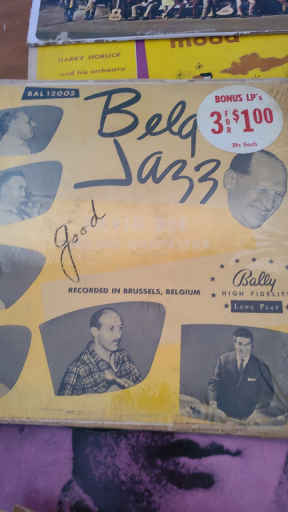 mood
HARRY HORLICK
and his orchestra
BAL 12003
BONUS LP's
3 FOR $1.00
39c Each
Belg
Jazz
good
RECORDED IN BRUSSELS, BELGIUM
Bally
HIGH FIDELITY
LONG PLAY